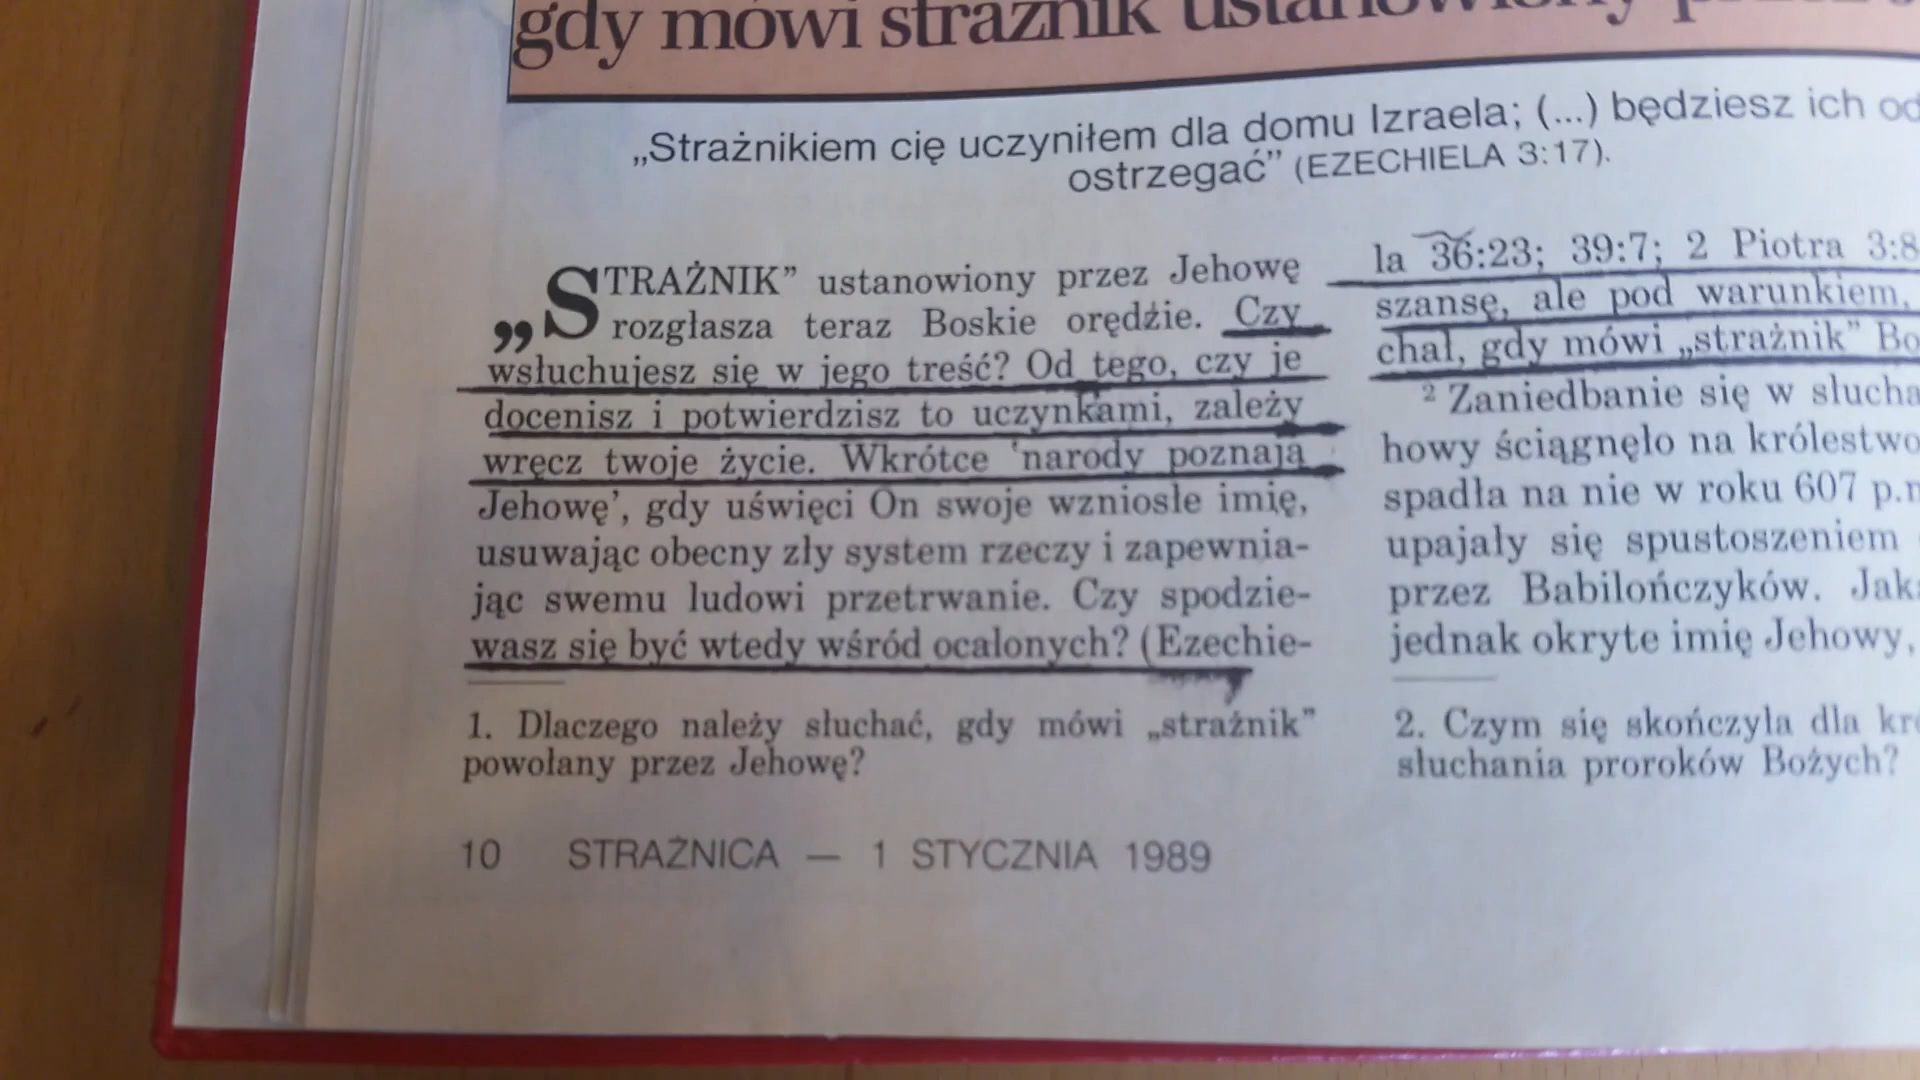 gdy mówi strażnik ustanowiony
„Strażnikiem cię uczyniłem dla domu Izraela; (...) będziesz ich
ostrzegać” (EZECHIELA 3:17).
„STRAŻNIK” ustanowiony przez Jehowę
rozgłasza teraz Boskie orędzie. Czy
wsłuchujesz się w jego treść? Od tego, czy je
docenisz i potwierdzisz to uczynkami, zależy
wręcz twoje życie. Wkrótce ‘narody poznają
Jehowę’, gdy uświęci On swoje wzniosłe imię,
usuwając obecny zły system rzeczy i zapewnia-
jąc swemu ludowi przetrwanie. Czy spodzie-
wasz się być wtedy wśród ocalonych? (Ezechie-
1. Dlaczego należy słuchać, gdy mówi „strażnik”
powołany przez Jehowę?
la 36:23; 39:7; 2 Piotra 3:8
szansę, ale pod warunkiem,
chał, gdy mówi „strażnik”
² Zaniedbanie się w
howy ściągnęło na królestwo
spadła na nie w roku 607
upajały się spustoszeniem
przez Babilończyków.
jednak okryte imię Jehowy,
2. Czym się skończyła dla
słuchania proroków Bożych?
10 STRAŻNICA — 1 STYCZNIA 1989